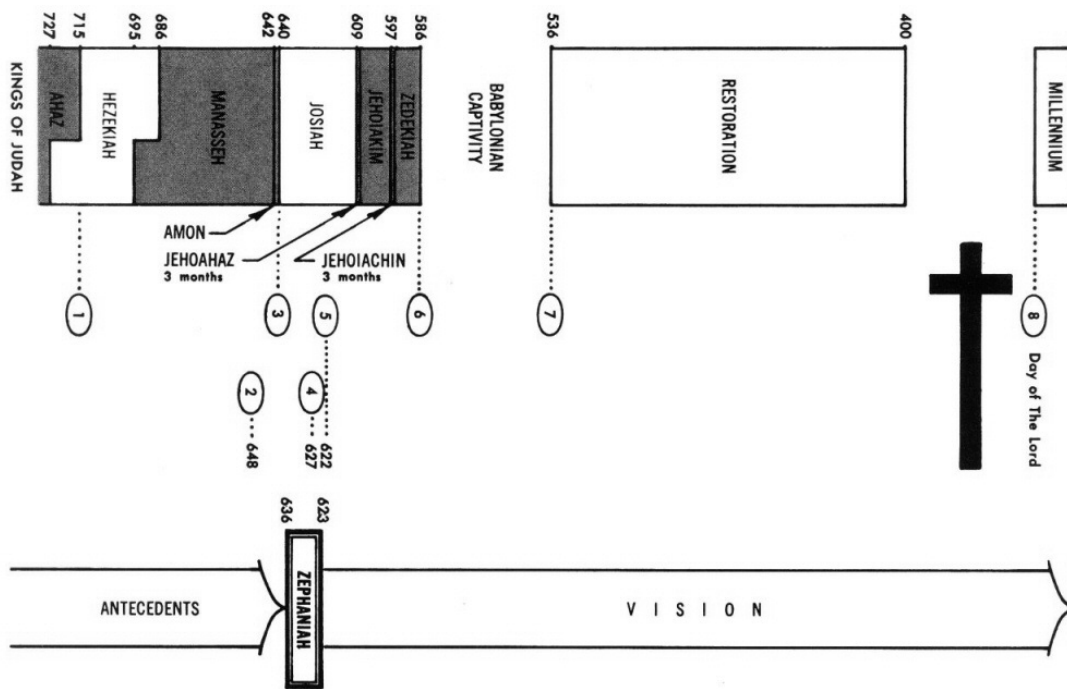 727
715
695
686
642
640
609
597
586
536
400
KINGS OF JUDAH
AHAZ
HEZEKIAH
MANASSEH
JOSIAH
JEHOIAKIM
ZEDEKIAH
BABYLONIAN
CAPTIVITY
RESTORATION
MILLENNIUM
AMON
JEHOAHAZ
3 months
JEHOIACHIN
3 months
1
3
5
6
7
8
Day of The Lord
2
4
648
627
622
636
623
ANTECEDENTS
ZEPHANIAH
VISION